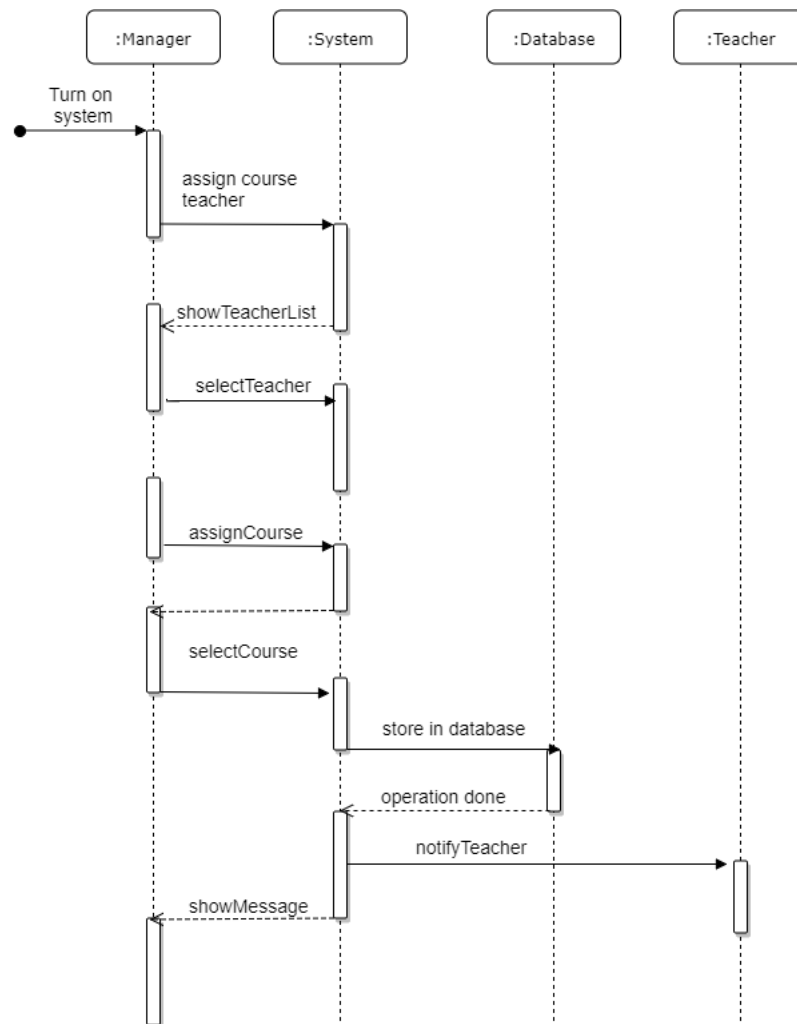 :Manager
:System
:Database
:Teacher
Turn on
system
assign course
teacher
showTeacherList
selectTeacher
assignCourse
selectCourse
store in database
operation done
notifyTeacher
showMessage